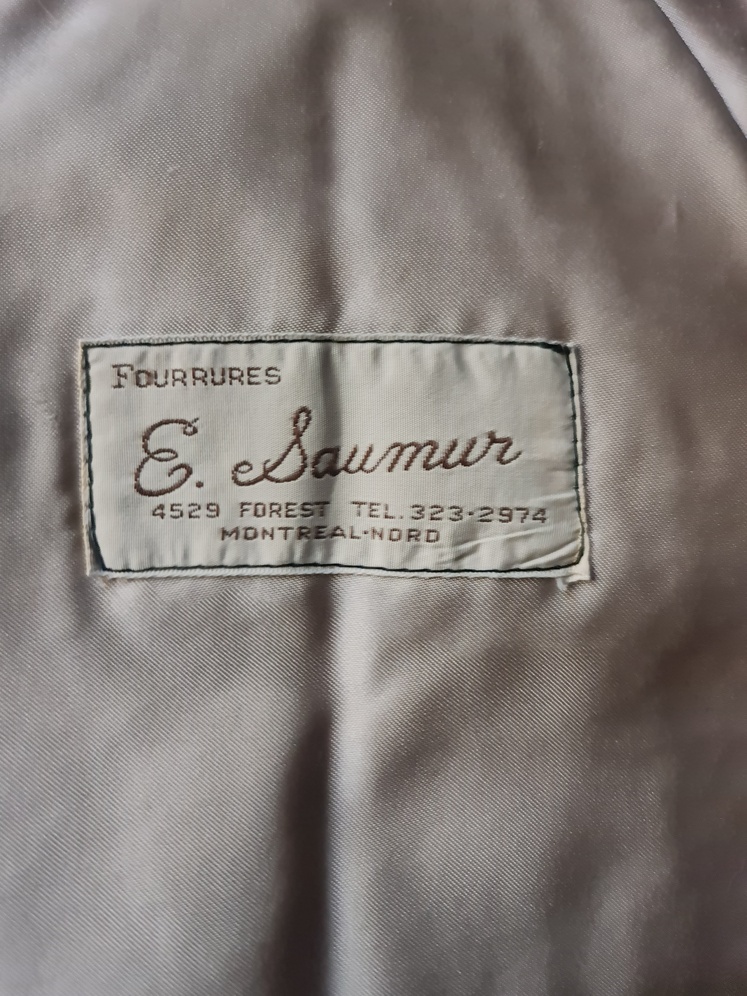 FOURRURES
E. Saumur
4529 FOREST TEL. 323-2974
MONTREAL-NORD